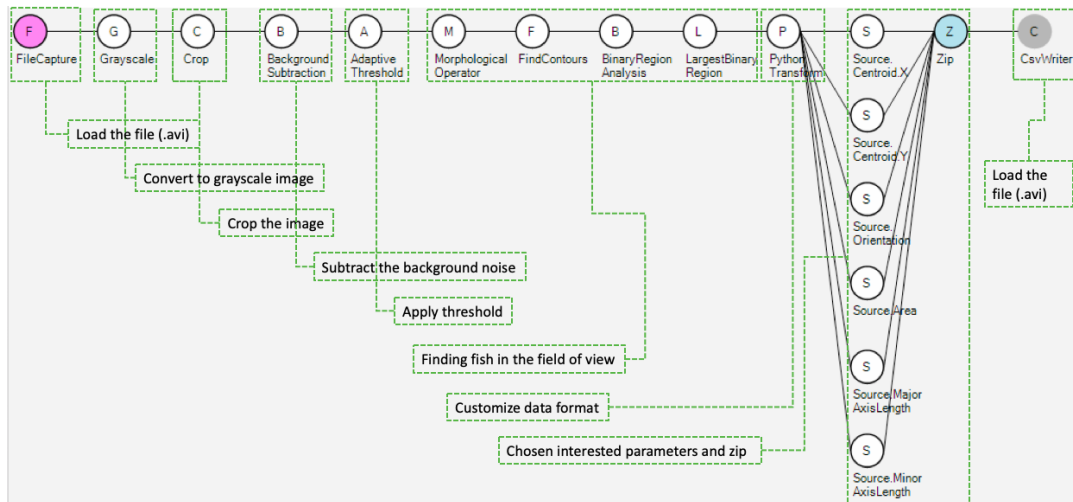 F G C B A M F B L P S Z C
FileCapture
Grayscale
Crop
Background
Subtraction
Adaptive
Threshold
Morphological
Operator
FindContours
BinaryRegion
Analysis
LargestBinary
Region
Python
Transform
Source.
Centroid.X
Zip
CsvWriter
S
Source.
Centroid.Y
S
Source.
Orientation
S
Source.Area
S
Source.Major
AxisLength
S
Source.Minor
AxisLength
Load the file (.avi)
Convert to grayscale image
Crop the image
Subtract the background noise
Apply threshold
Finding fish in the field of view
Customize data format
Chosen interested parameters and zip
Load the
file (.avi)